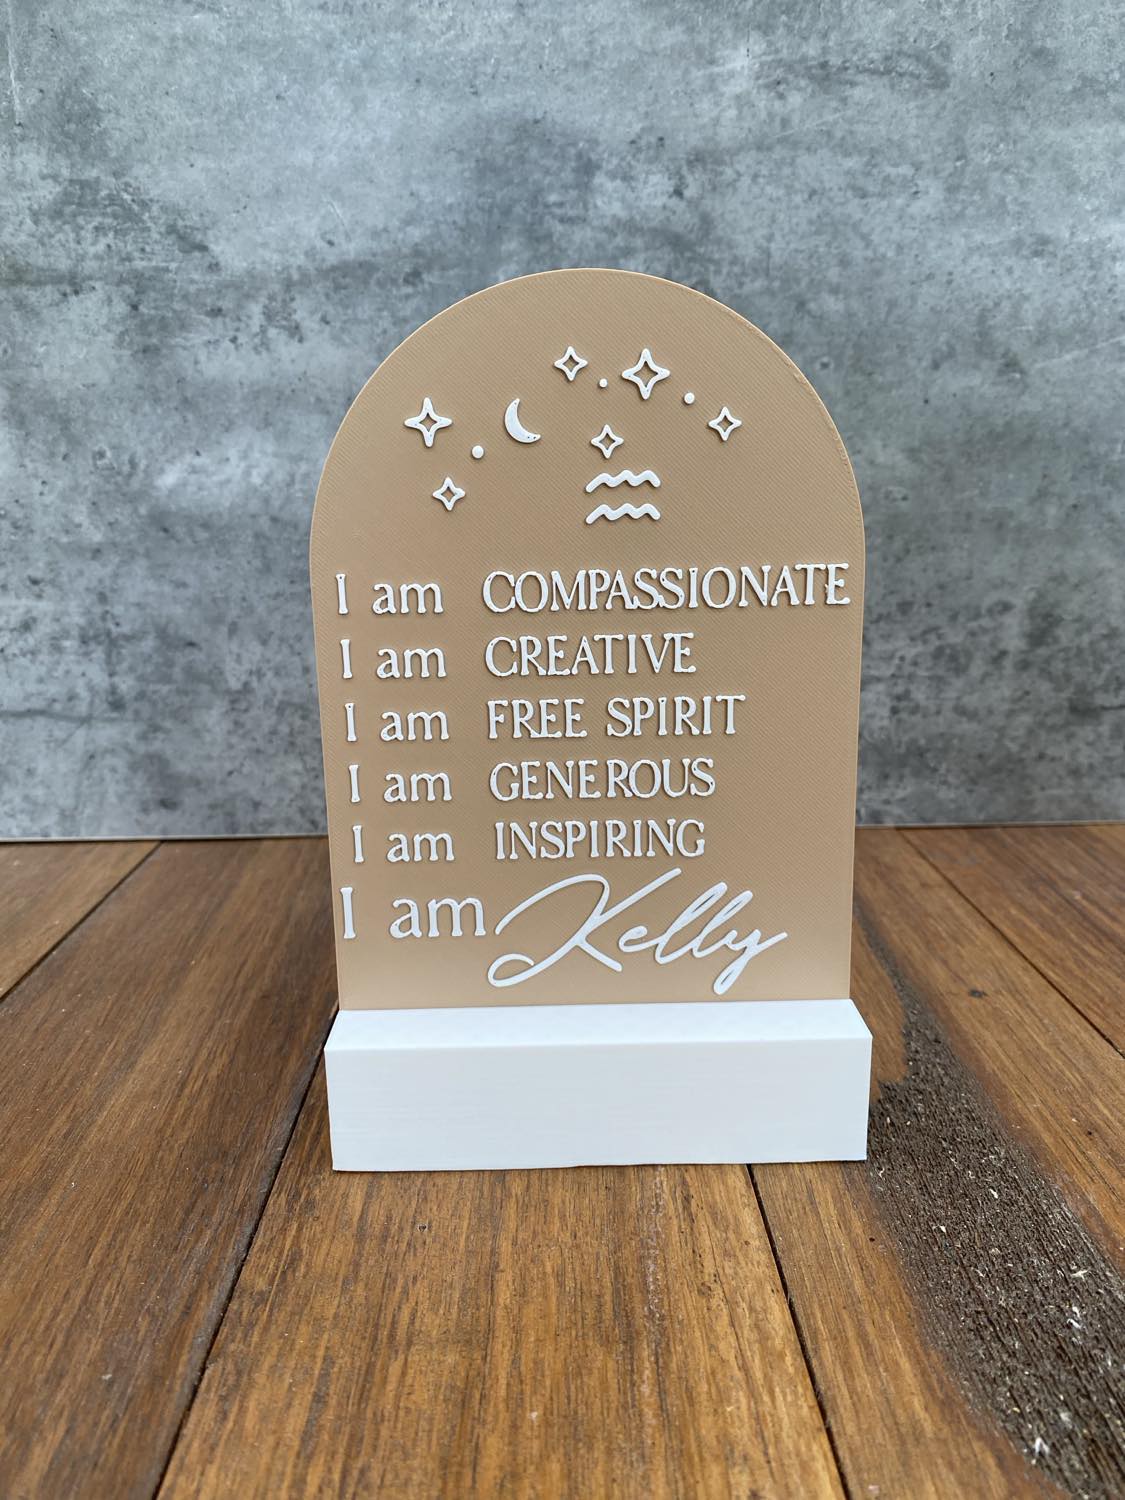 I am COMPASSIONATE
I am CREATIVE
I am FREE SPIRIT
I am GENEROUS
I am INSPIRING
I am Kelly